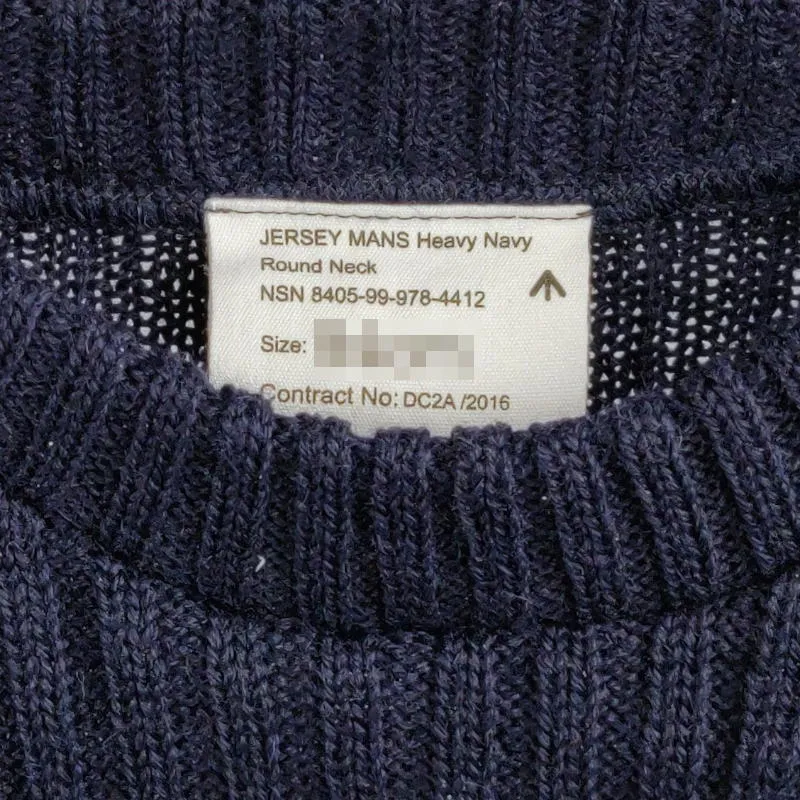 JERSEY MANS Heavy Navy
Round Neck
NSN 8405-99-978-4412
Size:
Contract No: DC2A /2016